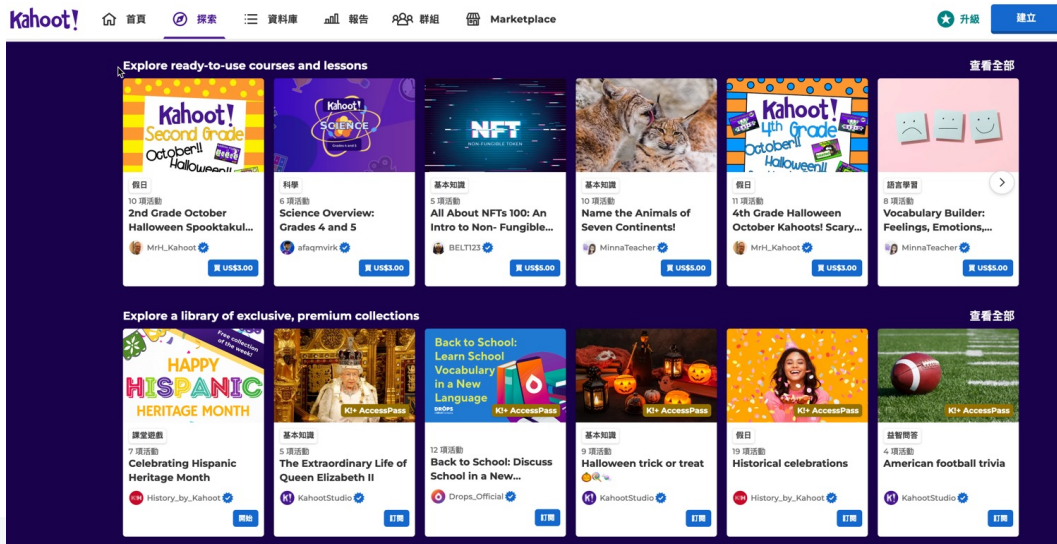 Kahoot!
首頁
探索
資料庫
報告
群組
Marketplace
升級
建立
Explore ready-to-use courses and lessons
查看全部
Kahoot!
Second Grade
October!!
Halloween!!
假日
10 項活動
2nd Grade October
Halloween Spooktakul...
MrH_Kahoot
買 US$3.00
Kahoot!
SCIENCE
Grades 4 and 5
科學
6 項活動
Science Overview:
Grades 4 and 5
afaqmvirk
買 US$3.00
NFT
NON-FUNGIBLE TOKEN
基本知識
5 項活動
All About NFTs 100: An
Intro to Non- Fungible...
BELT123
買 US$5.00
基本知識
10 項活動
Name the Animals of
Seven Continents!
MinnaTeacher
買 US$5.00
Kahoot!
4th Grade
October!!
Halloween!!
假日
11 項活動
4th Grade Halloween
October Kahoots! Scary...
MrH_Kahoot
買 US$3.00
語言學習
8 項活動
Vocabulary Builder:
Feelings, Emotions,...
MinnaTeacher
買 US$5.00
Explore a library of exclusive, premium collections
查看全部
Free collection
of the week!
HAPPY
HISPANIC
HERITAGE MONTH
課堂遊戲
7 項活動
Celebrating Hispanic
Heritage Month
K!H
History_by_Kahoot
開始
K!+ AccessPass
基本知識
5 項活動
The Extraordinary Life of
Queen Elizabeth II
K!
KahootStudio
訂閱
Back to School:
Learn School
Vocabulary
in a New
Language
DROPS
K!+ AccessPass
12 項活動
Back to School: Discuss
School in a New...
Drops_Official
訂閱
K!+ AccessPass
基本知識
9 項活動
Halloween trick or treat
🎃🍭🍬
K!
KahootStudio
訂閱
K!+ AccessPass
假日
19 項活動
Historical celebrations
K!H
History_by_Kahoot
訂閱
K!+ AccessPass
益智問答
4 項活動
American football trivia
K!
KahootStudio
訂閱